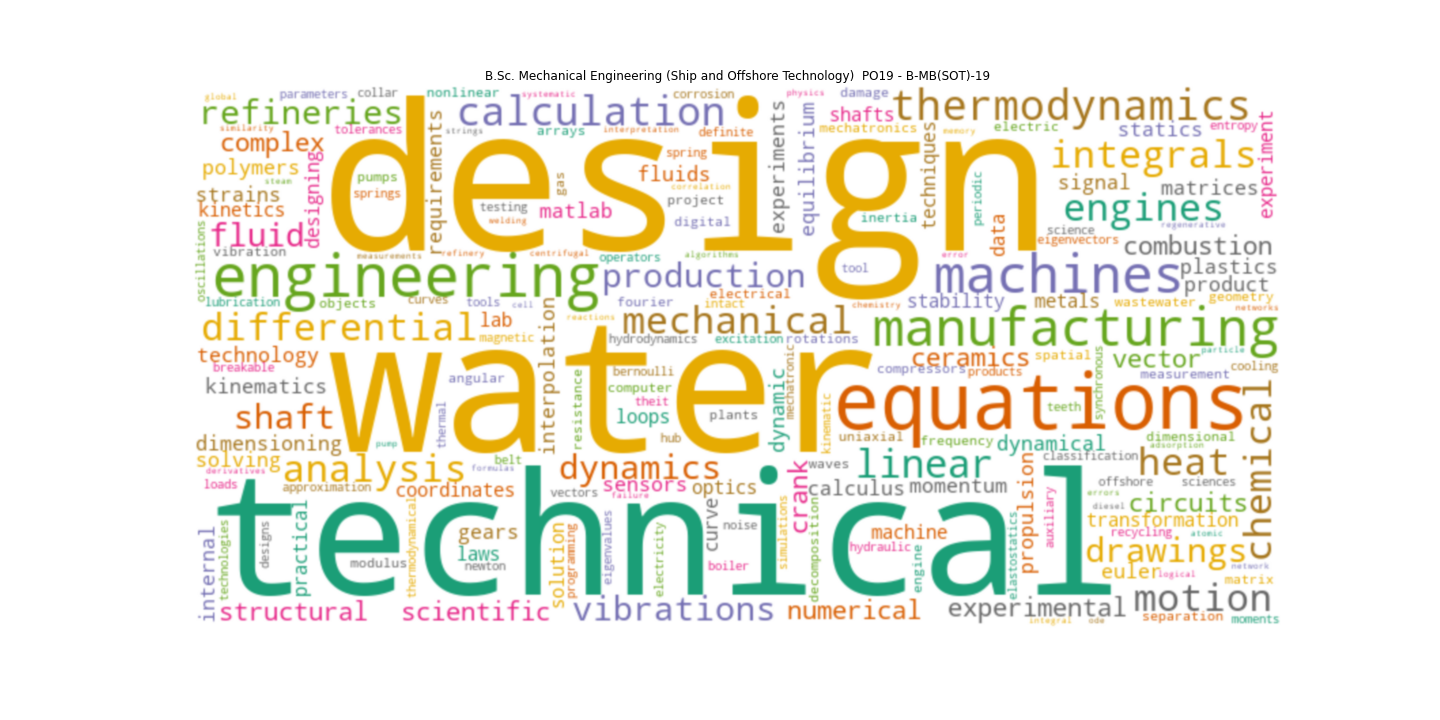 B.Sc. Mechanical Engineering (Ship and Offshore Technology)  PO19 - B-MB(SOT)-19
global
parameters
collar
nonlinear
systematic
corrosion
physics
damage
refineries
calculation
thermodynamics
shafts
similarity
tolerances
strings
arrays
interpretation
definite
mechatronics
memory
electric
statics
entropy
complex
design
requirements
experiments
equilibrium
techniques
experiment
polymers
steam
designing
pumps
springs
gas
spring
fluids
correlation
integrals
signal
matrices
strains
kinetics
testing
welding
matlab
project
digital
inertia
periodic
data
engines
regenerative
science
eigenvectors
fluid
vibration
oscillations
measurements
refinery
centrifugal
operators
algorithms
error
combustion
engineering
production
tool
machines
plastics
product
lubrication
objects
curves
tools
cell
fourier
electrical
intact
chemistry
stability
metals
wastewater
geometry
networks
differential
lab
magnetic
interpolation
reactions
mechanical
manufacturing
hydrodynamics
excitation
rotations
technology
breakable
water
bernoulli
mechatronic
compressors
ceramics
products
spatial
synchronous
vector
particle
measurement
cooling
kinematics
angular
thermal
resistance
computer
theit
loops
plants
dynamic
kinematic
equations
teeth
chemical
shaft
dimensioning
pump
hub
uniaxial
frequency
dynamical
dimensional
adsorption
solving
derivatives
analysis
belt
formulas
dynamics
crank
waves
linear
classification
heat
loads
approximation
coordinates
vectors
sensors
failure
optics
calculus
momentum
propulsion
offshore
sciences
errors
diesel
circuits
technical
internal
technologies
designs
practical
thermodynamical
gears
laws
newton
modulus
solution
programming
eigenvalues
electricity
curve
noise
boiler
simulations
decomposition
machine
hydraulic
engine
elastostatics
auxiliary
transformation
recycling
atomic
drawings
network
euler
logical
matrix
structural
scientific
vibrations
numerical
experimental
integral
ode
motion
separation
moments